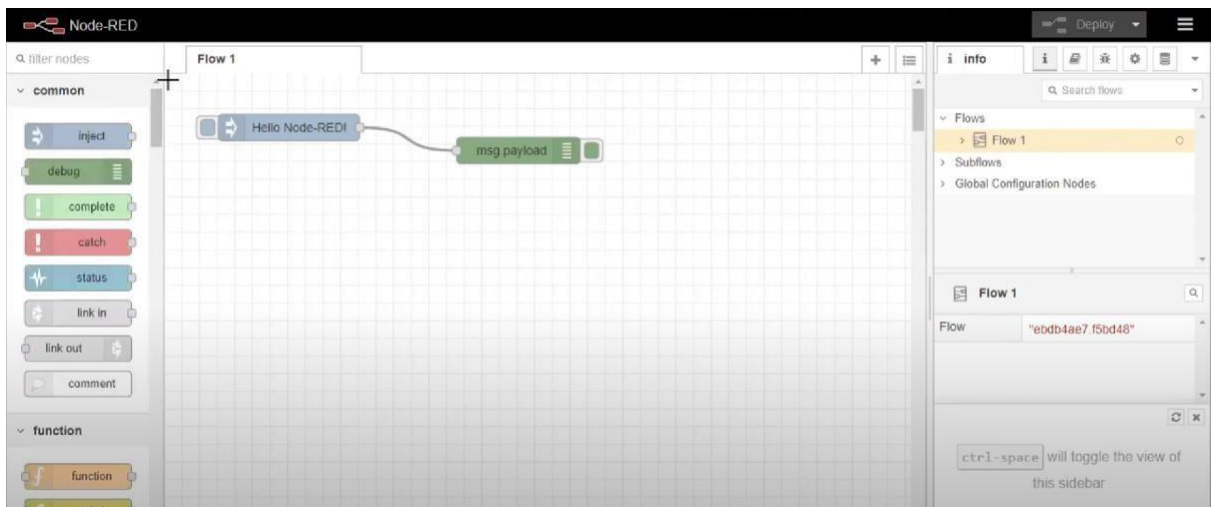 Node-RED
Deploy
filter nodes
Flow 1
i info
i
Search flows
common
inject
debug
complete
catch
status
link in
link out
comment
function
function
Hello Node-RED!
msg.payload
Flows
Flow 1
Subflows
Global Configuration Nodes
Flow 1
Flow "ebdb4ae7.f5bd48"
ctrl-space will toggle the view of
this sidebar